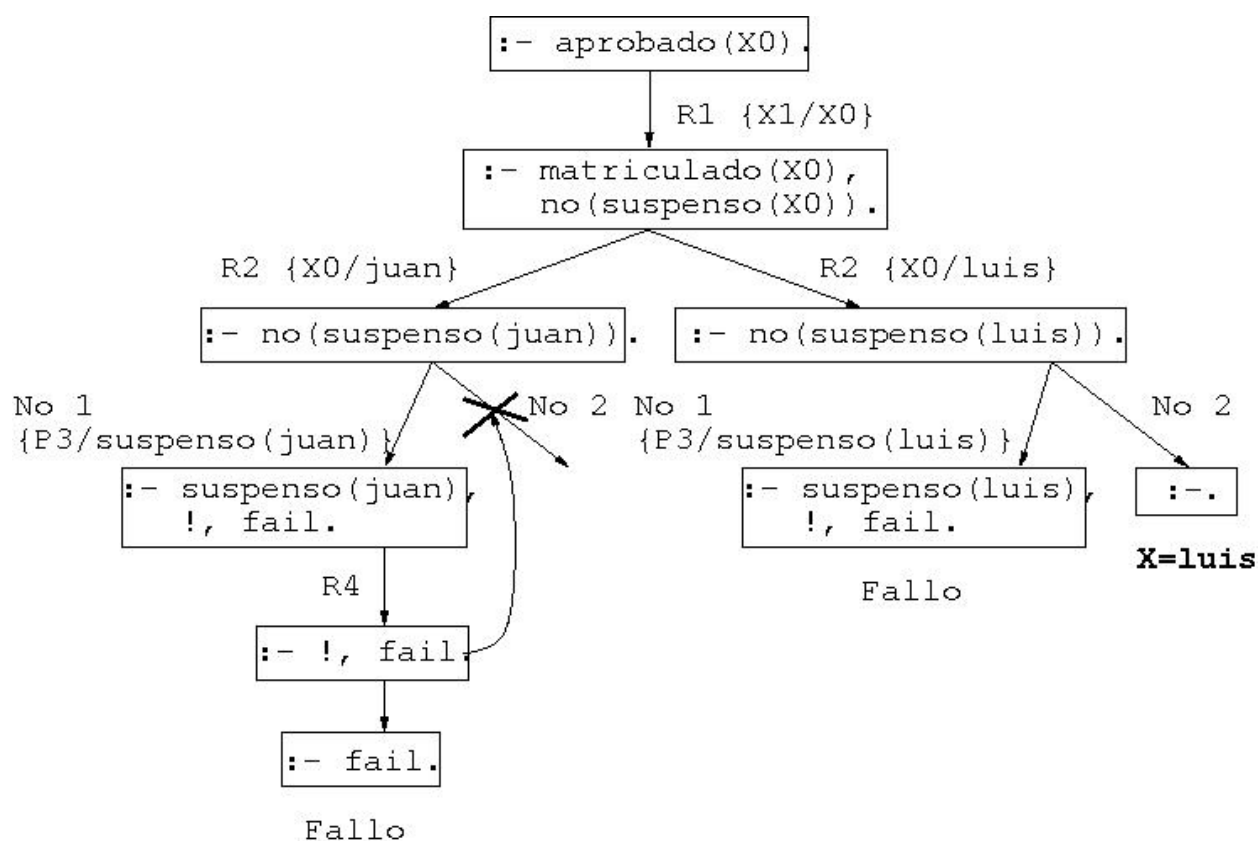 :- aprobado(X0).
R1 {X1/X0}
:- matriculado(X0),
no(suspenso(X0)).
R2 {X0/juan}
R2 {X0/luis}
:- no(suspenso(juan)).
:- no(suspenso(luis)).
No 1
{P3/suspenso(juan)}
No 2
No 1
{P3/suspenso(luis)}
No 2
:- suspenso(juan),
!, fail.
:- suspenso(luis),
!, fail.
:-.
X=luis
Fallo
R4
:- !, fail.
:- fail.
Fallo